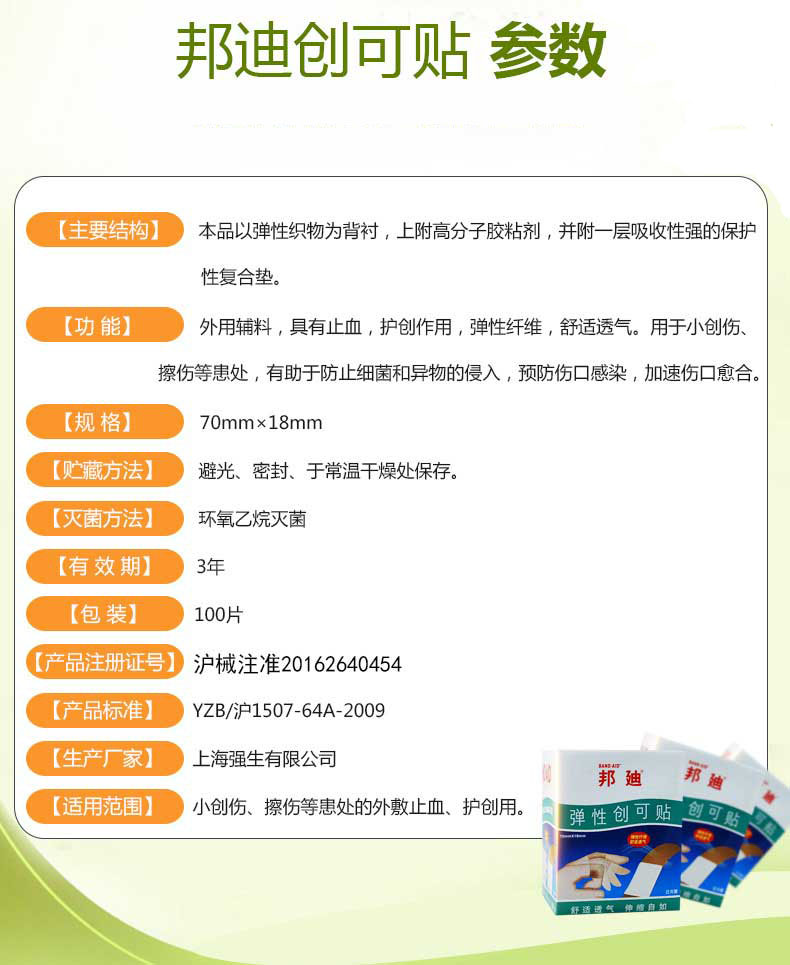 邦迪创可贴 参数
【主要结构】 本品以弹性织物为背衬，上附高分子胶粘剂，并附一层吸收性强的保护
性复合垫。
【功 能】 外用辅料，具有止血，护创作用，弹性纤维，舒适透气。用于小创伤、
擦伤等患处，有助于防止细菌和异物的侵入，预防伤口感染，加速伤口愈合。
【规 格】 70mm×18mm
【贮藏方法】 避光、密封、于常温干燥处保存。
【灭菌方法】 环氧乙烷灭菌
【有 效 期】 3年
【包 装】 100片
【产品注册证号】 沪械注准20162640454
【产品标准】 YZB/沪1507-64A-2009
【生产厂家】 上海强生有限公司
【适用范围】 小创伤、擦伤等患处的外敷止血、护创用。
BAND-AID
邦廸
弹性创可贴
舒适透气 伸缩自如
邦廸
创可贴
廸
可贴